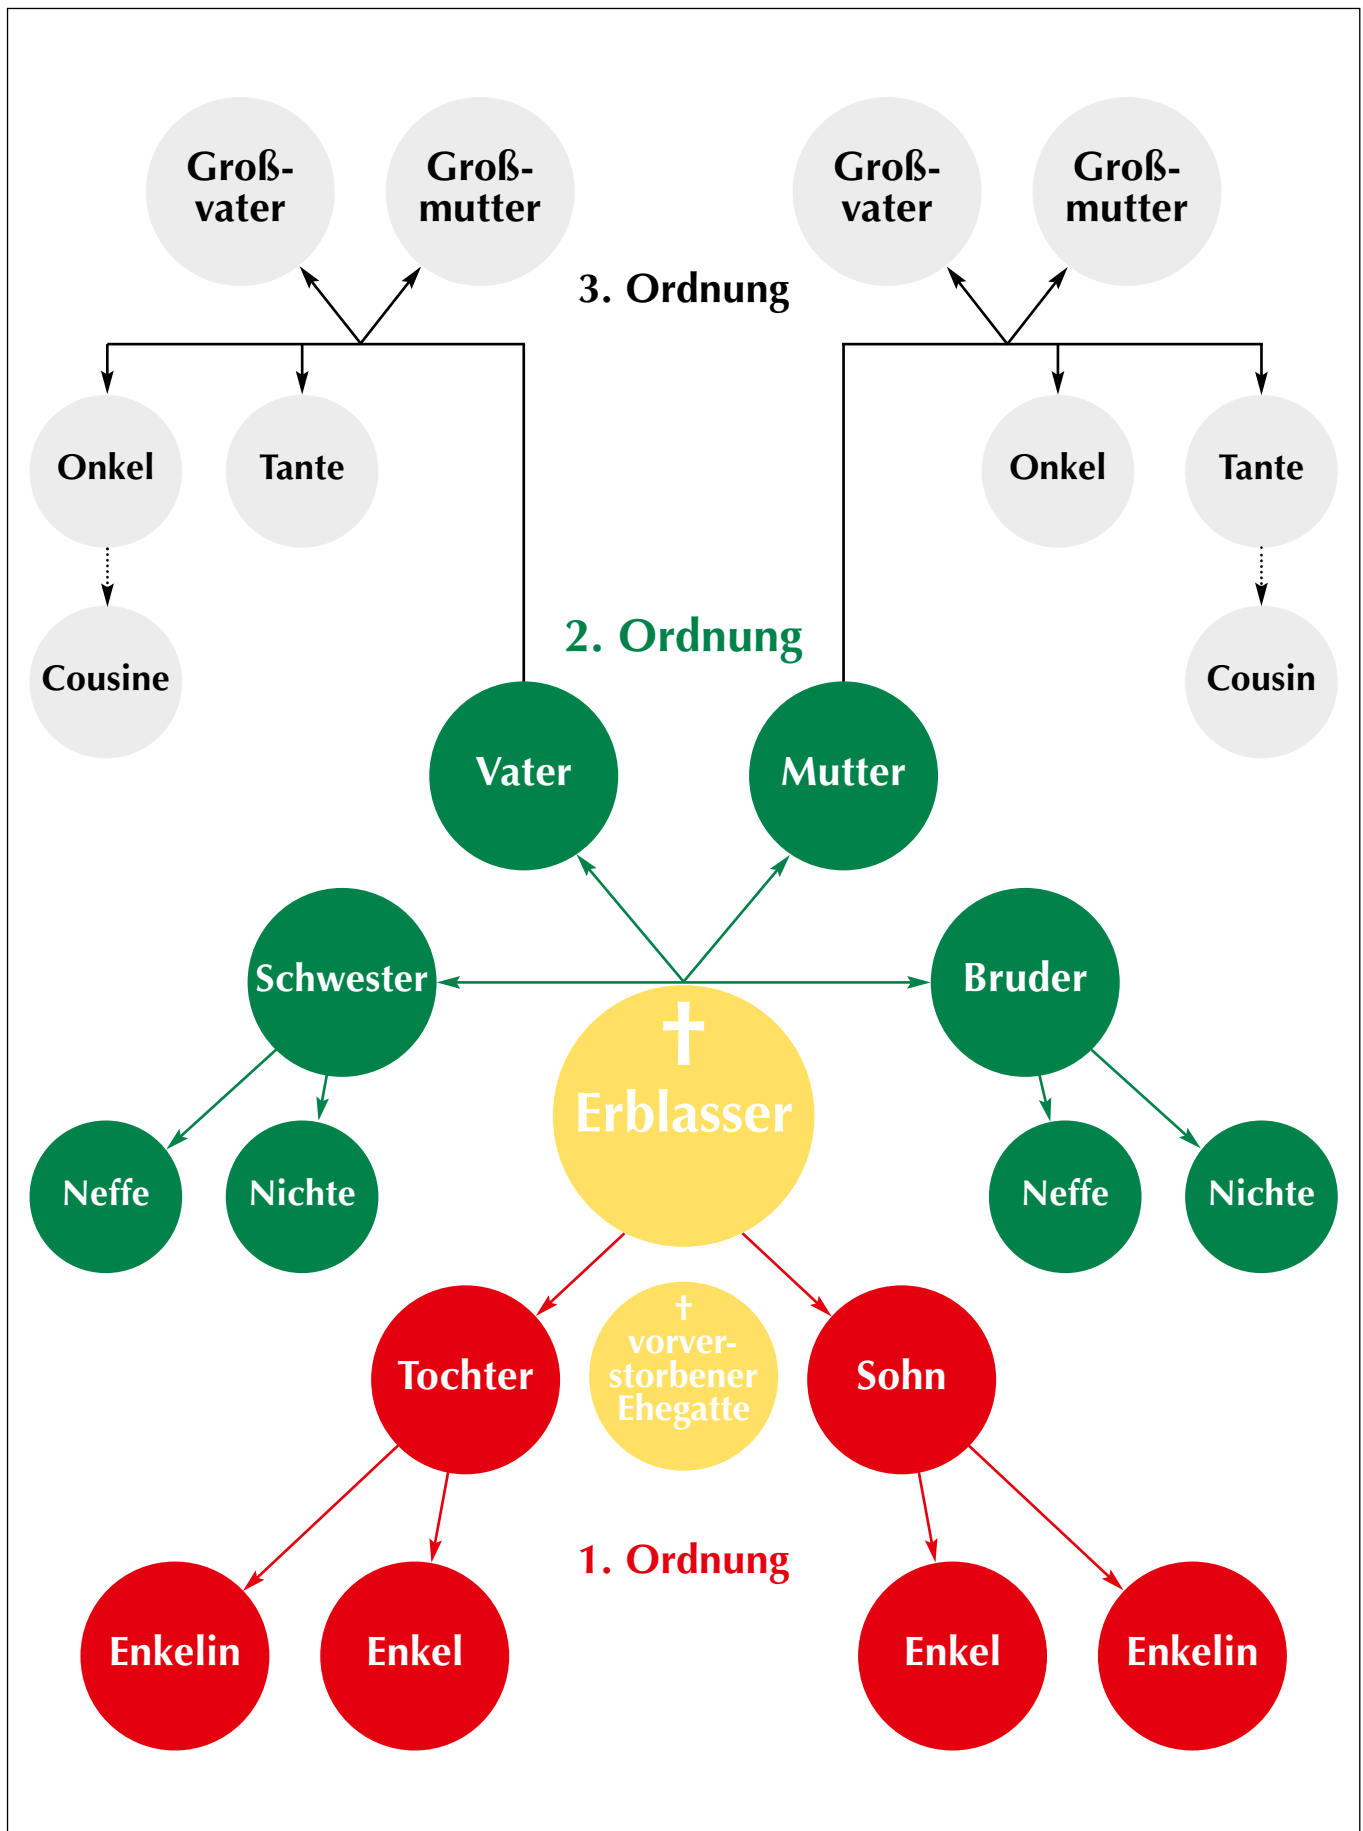 Groß-
vater
Groß-
mutter
Groß-
vater
Groß-
mutter
3. Ordnung
Onkel
Tante
Onkel
Tante
2. Ordnung
Cousine
Cousin
Vater
Mutter
Schwester
Bruder
Erblasser
Neffe
Nichte
Neffe
Nichte
Tochter
vorver-
storbener
Ehegatte
Sohn
1. Ordnung
Enkelin
Enkel
Enkel
Enkelin